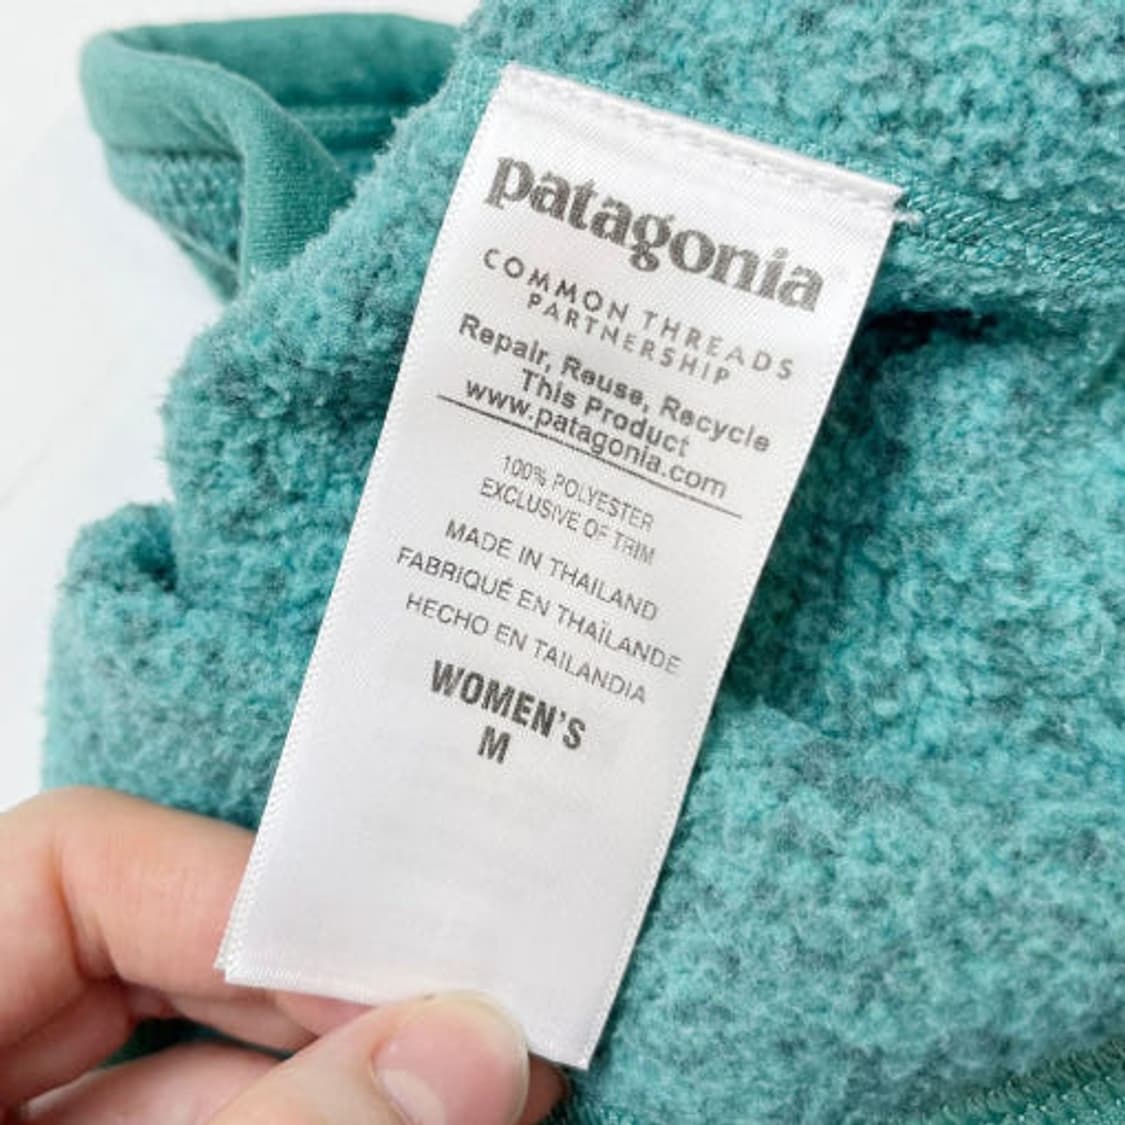 patagonia
COMMON THREADS
PARTNERSHIP
Repair, Reuse, Recycle
This Product
www.patagonia.com
100% POLYESTER
EXCLUSIVE OF TRIM
MADE IN THAILAND
FABRIQUÉ EN THAÏLANDE
HECHO EN TAILANDIA
WOMEN'S
M